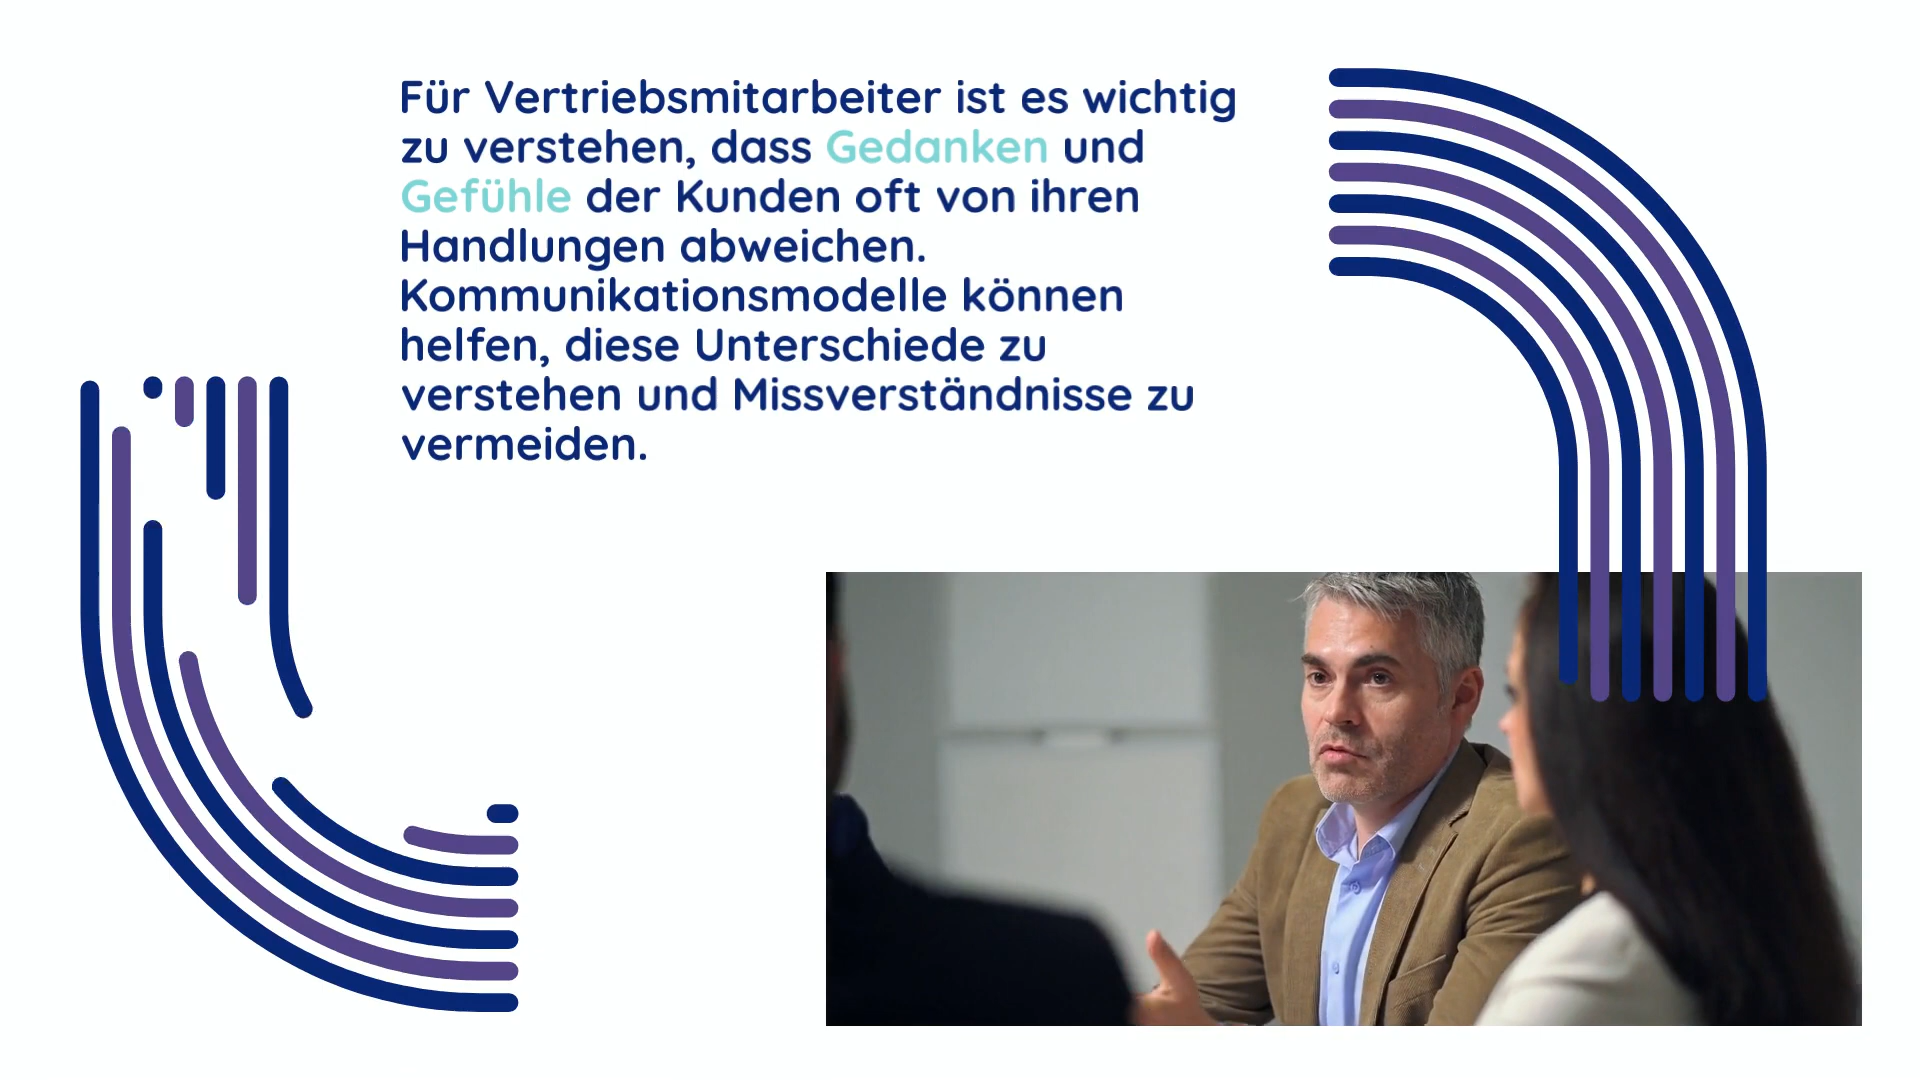 Für Vertriebsmitarbeiter ist es wichtig
zu verstehen, dass Gedanken und
Gefühle der Kunden oft von ihren
Handlungen abweichen.
Kommunikationsmodelle können
helfen, diese Unterschiede zu
verstehen und Missverständnisse zu
vermeiden.